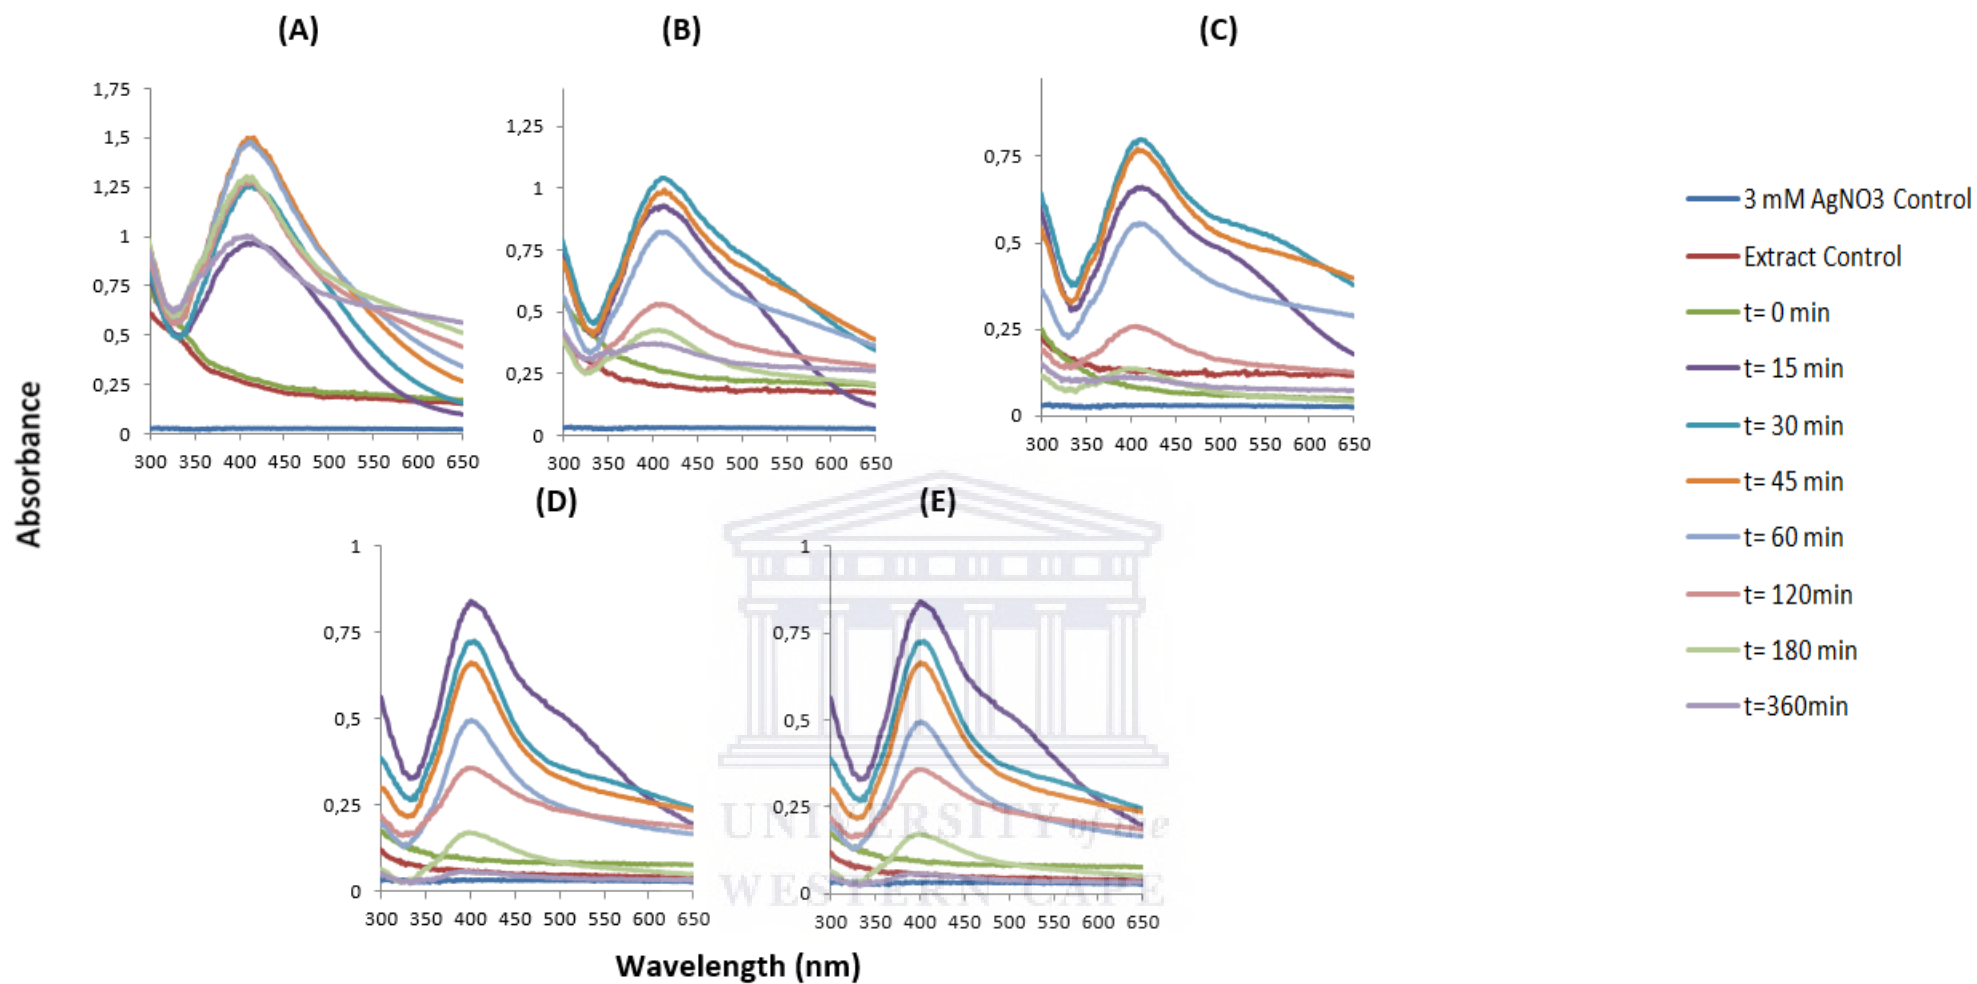 (A)
(B)
(C)
1,75
1,5
1,25
1
0,75
0,5
0,25
0
300 350 400 450 500 550 600 650
1,25
1
0,75
0,5
0,25
0
300 350 400 450 500 550 600 650
0,75
0,5
0,25
0
300 350 400 450 500 550 600 650
3 mM AgNO3 Control
Extract Control
t= 0 min
t= 15 min
t= 30 min
t= 45 min
t= 60 min
t= 120min
t= 180 min
t=360min
Absorbance
(D)
(E)
1
0,75
0,5
0,25
0
300 350 400 450 500 550 600 650
1
0,75
0,5
0,25
0
300 350 400 450 500 550 600 650
UNIVERSITY of the
WESTERN CAPE
Wavelength (nm)